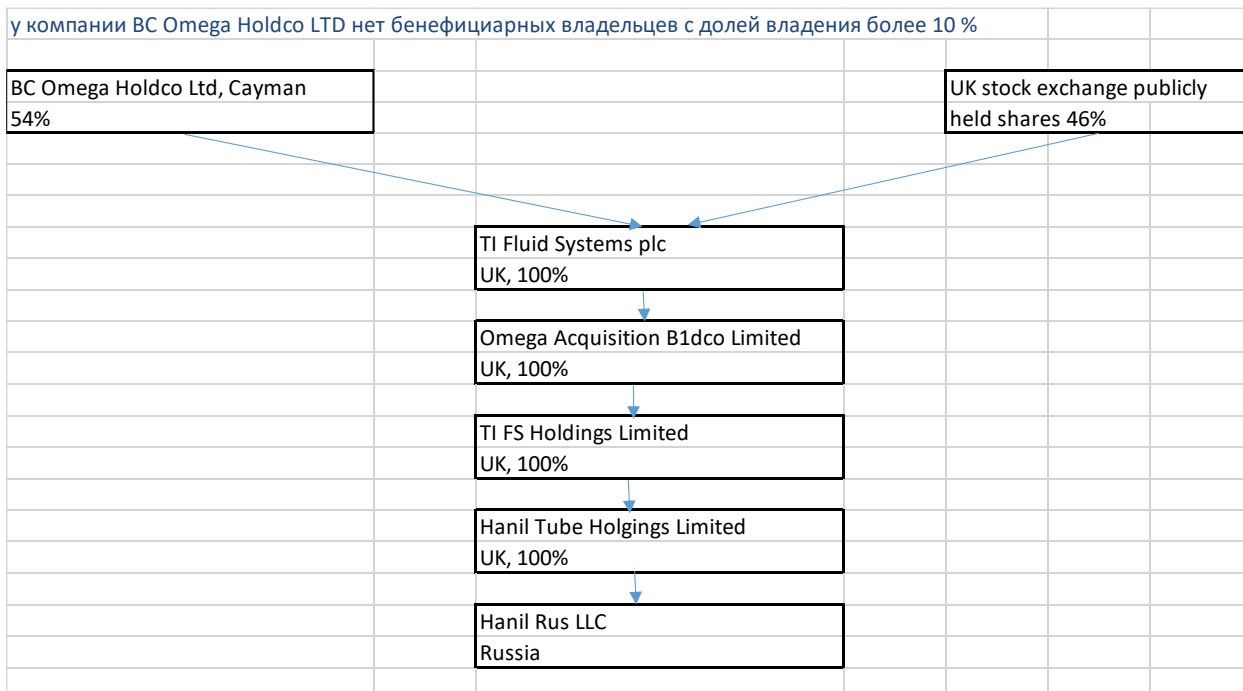 у компании BC Omega Holdco LTD нет бенефициарных владельцев с долей владения более 10 %
BC Omega Holdco Ltd, Cayman
54%
UK stock exchange publicly
held shares 46%
TI Fluid Systems plc
UK, 100%
Omega Acquisition B1dco Limited
UK, 100%
TI FS Holdings Limited
UK, 100%
Hanil Tube Holgings Limited
UK, 100%
Hanil Rus LLC
Russia